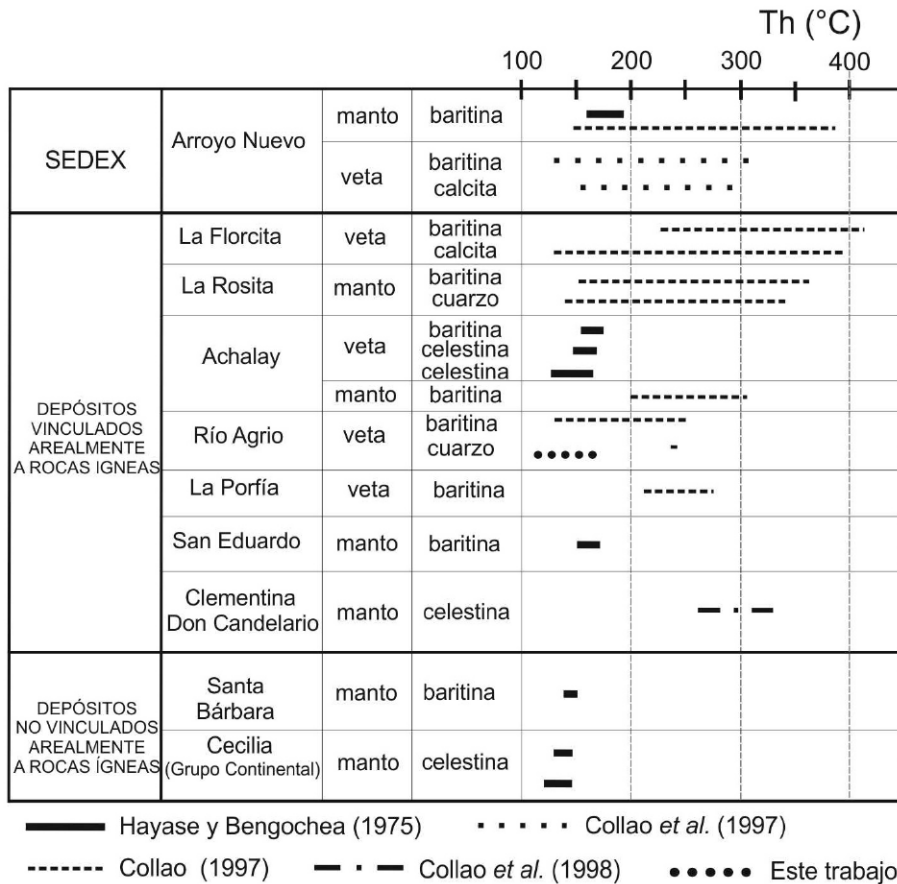 Th (°C)
100 200 300 400
SEDEX Arroyo Nuevo manto baritina
veta baritina
calcita
DEPÓSITOS
VINCULADOS
AREALMENTE
A ROCAS IGNEAS
La Florcita veta baritina
calcita
La Rosita manto baritina
cuarzo
Achalay veta baritina
celestina
celestina
manto baritina
Río Agrio veta baritina
cuarzo
La Porfía veta baritina
San Eduardo manto baritina
Clementina
Don Candelario manto celestina
DEPÓSITOS
NO VINCULADOS
AREALMENTE
A ROCAS ÍGNEAS
Santa
Bárbara manto baritina
Cecilia
(Grupo Continental) manto celestina
Hayase y Bengochea (1975) Collao et al. (1997)
Collao (1997) Collao et al. (1998) Este trabajo